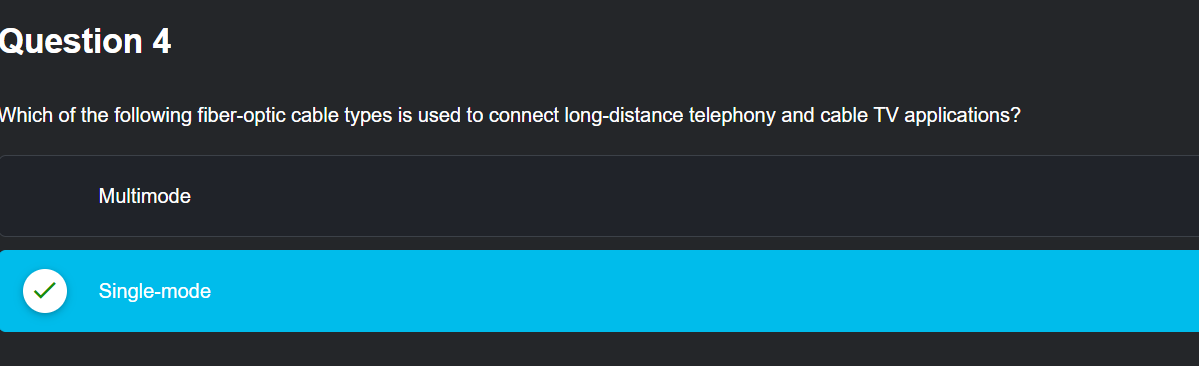 Question 4
Which of the following fiber-optic cable types is used to connect long-distance telephony and cable TV applications?
Multimode
Single-mode